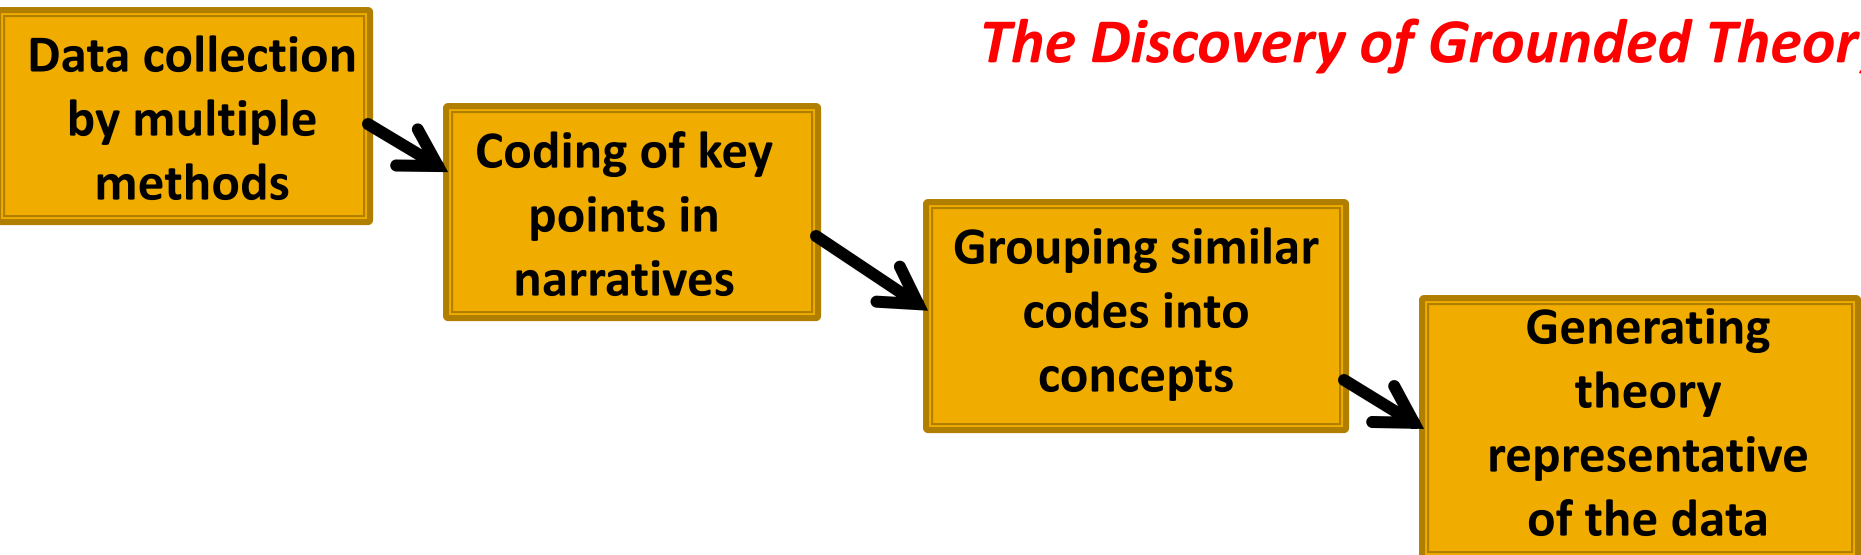 The Discovery of Grounded Theory
Data collection
by multiple
methods
Coding of key
points in
narratives
Grouping similar
codes into
concepts
Generating
theory
representative
of the data